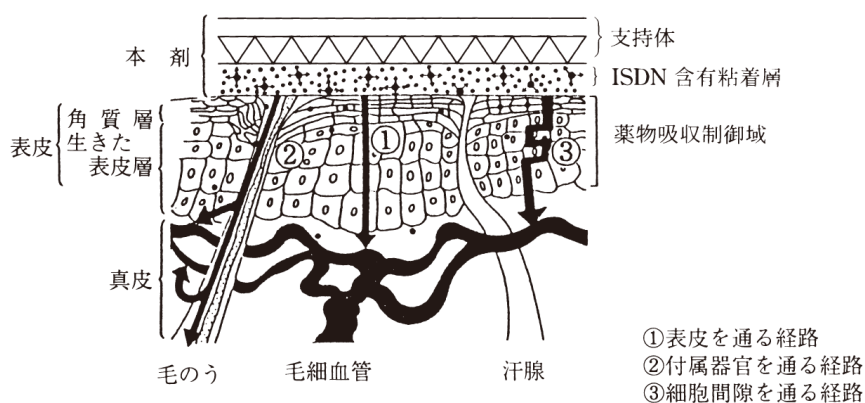 本剤
支持体
ISDN 含有粘着層
表皮
角質層
生きた
表皮層
①
②
③
薬物吸収制御域
真皮
毛のう
毛細血管
汗腺
①表皮を通る経路
②付属器官を通る経路
③細胞間隙を通る経路